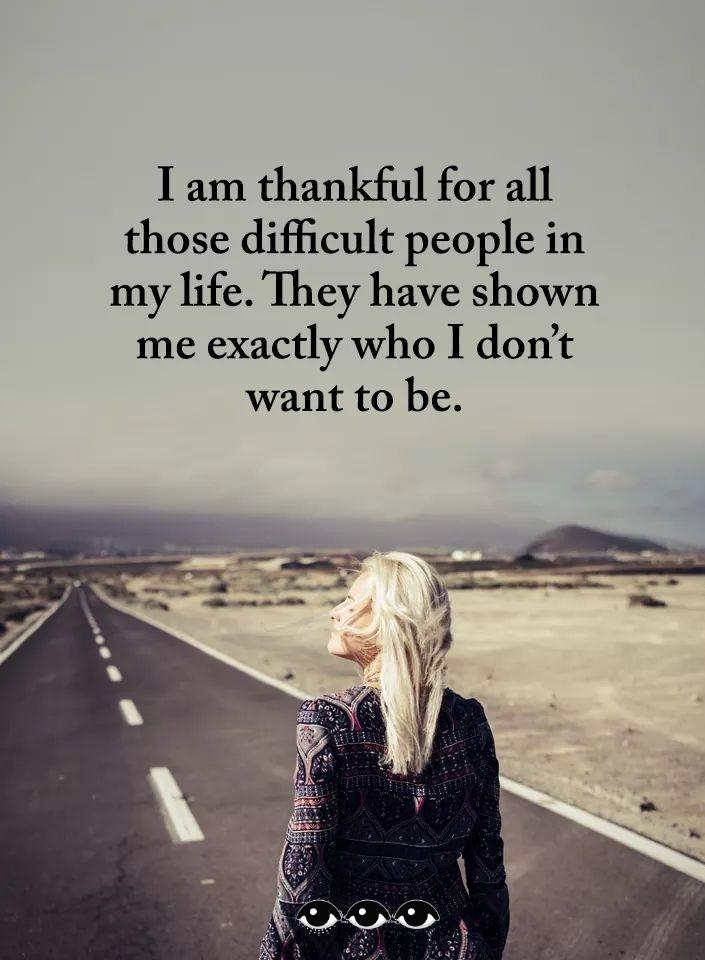 I am thankful for all
those difficult people in
my life. They have shown
me exactly who I don’t
want to be.